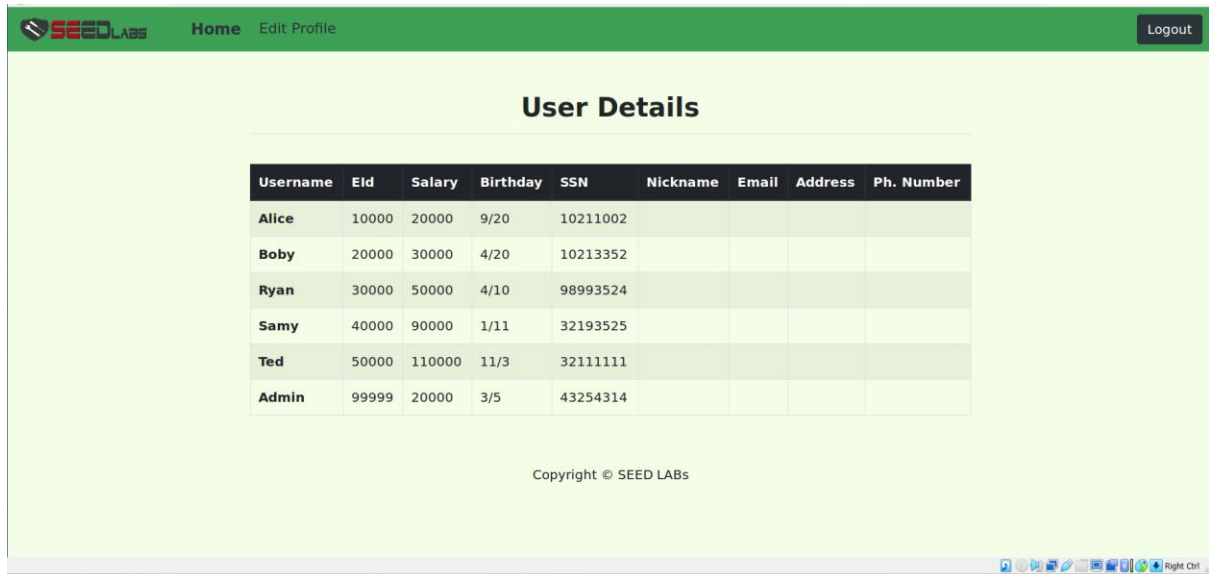 SEEDLABS Home Edit Profile Logout
User Details
Username EId Salary Birthday SSN Nickname Email Address Ph. Number
Alice 10000 20000 9/20 10211002
Boby 20000 30000 4/20 10213352
Ryan 30000 50000 4/10 98993524
Samy 40000 90000 1/11 32193525
Ted 50000 110000 11/3 32111111
Admin 99999 20000 3/5 43254314
Copyright © SEED LABs
Right Ctrl